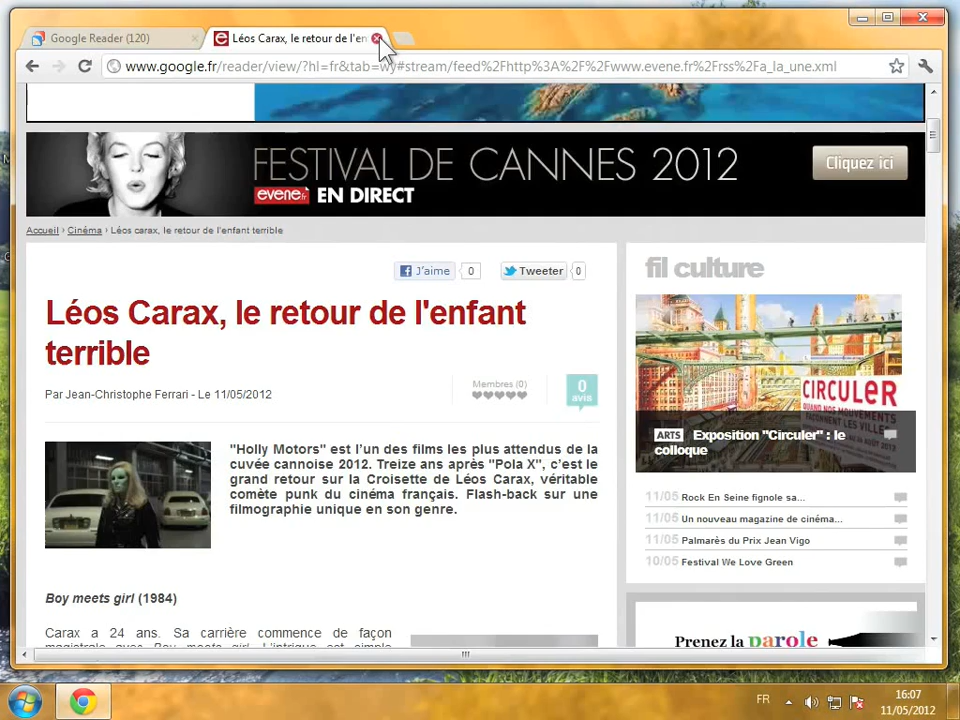 Google Reader (120)
Léos Carax, le retour de l'en
www.google.fr/reader/view/?hl=fr&tab=wy#stream/feed%2Fhttp%3A%2F%2Fwww.evene.fr%2Frss%2Fa_la_une.xml
FESTIVAL DE CANNES 2012
evene.fr EN DIRECT
Cliquez ici
Accueil › Cinéma › Léos carax, le retour de l'enfant terrible
J'aime 0
Tweeter 0
Léos Carax, le retour de l'enfant
terrible
Par Jean-Christophe Ferrari - Le 11/05/2012
Membres (0)
0
avis
"Holly Motors" est l'un des films les plus attendus de la
cuvée cannoise 2012. Treize ans après "Pola X", c'est le
grand retour sur la Croisette de Léos Carax, véritable
comète punk du cinéma français. Flash-back sur une
filmographie unique en son genre.
Boy meets girl (1984)
Carax a 24 ans. Sa carrière commence de façon
fil culture
CIRCULER
QUAND NOS MOUVEMENTS
ARTS Exposition "Circuler" : le
colloque
11/05 Rock En Seine fignole sa...
11/05 Un nouveau magazine de cinéma...
11/05 Palmarès du Prix Jean Vigo
10/05 Festival We Love Green
Prenez la parole
FR
16:07
11/05/2012